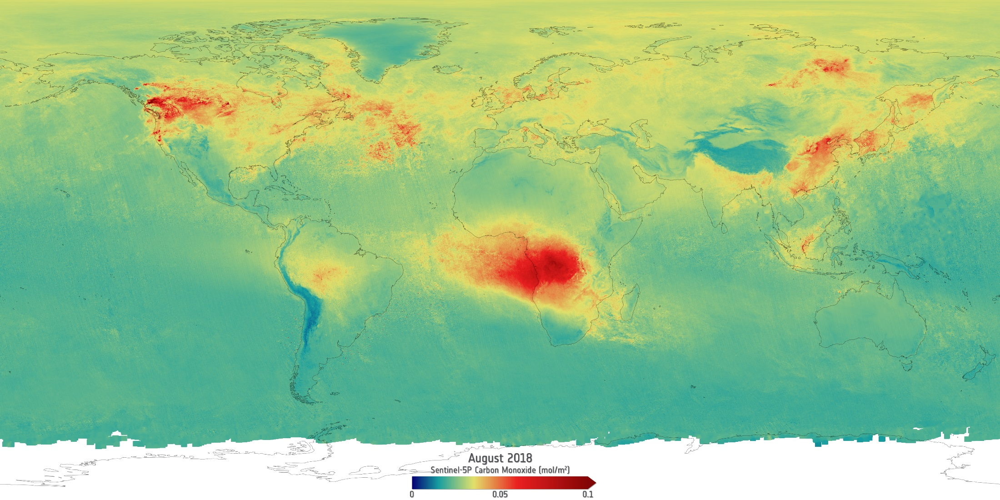 August 2018
Sentinel-5P Carbon Monoxide (mol/m²)
0 0.05 0.1